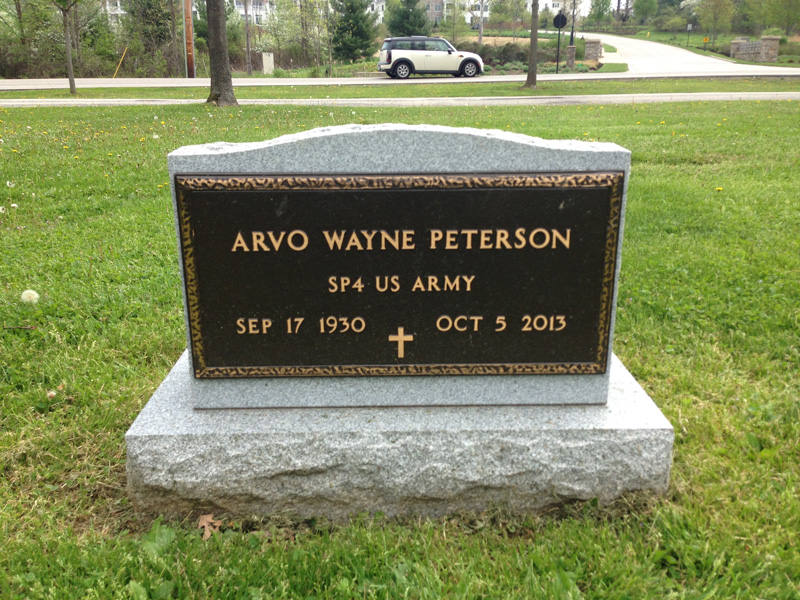 ARVO WAYNE PETERSON
SP4 US ARMY
SEP 17 1930 OCT 5 2013